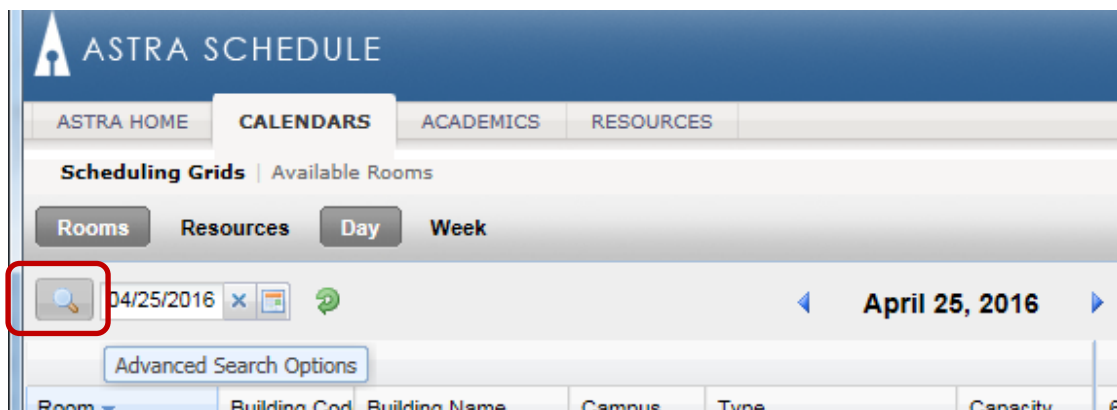 ASTRA SCHEDULE
ASTRA HOME CALENDARS ACADEMICS RESOURCES
Scheduling Grids | Available Rooms
Rooms Resources Day Week
04/25/2016 April 25, 2016
Advanced Search Options
Room Building Cod Building Name Campus Type Capacity 6